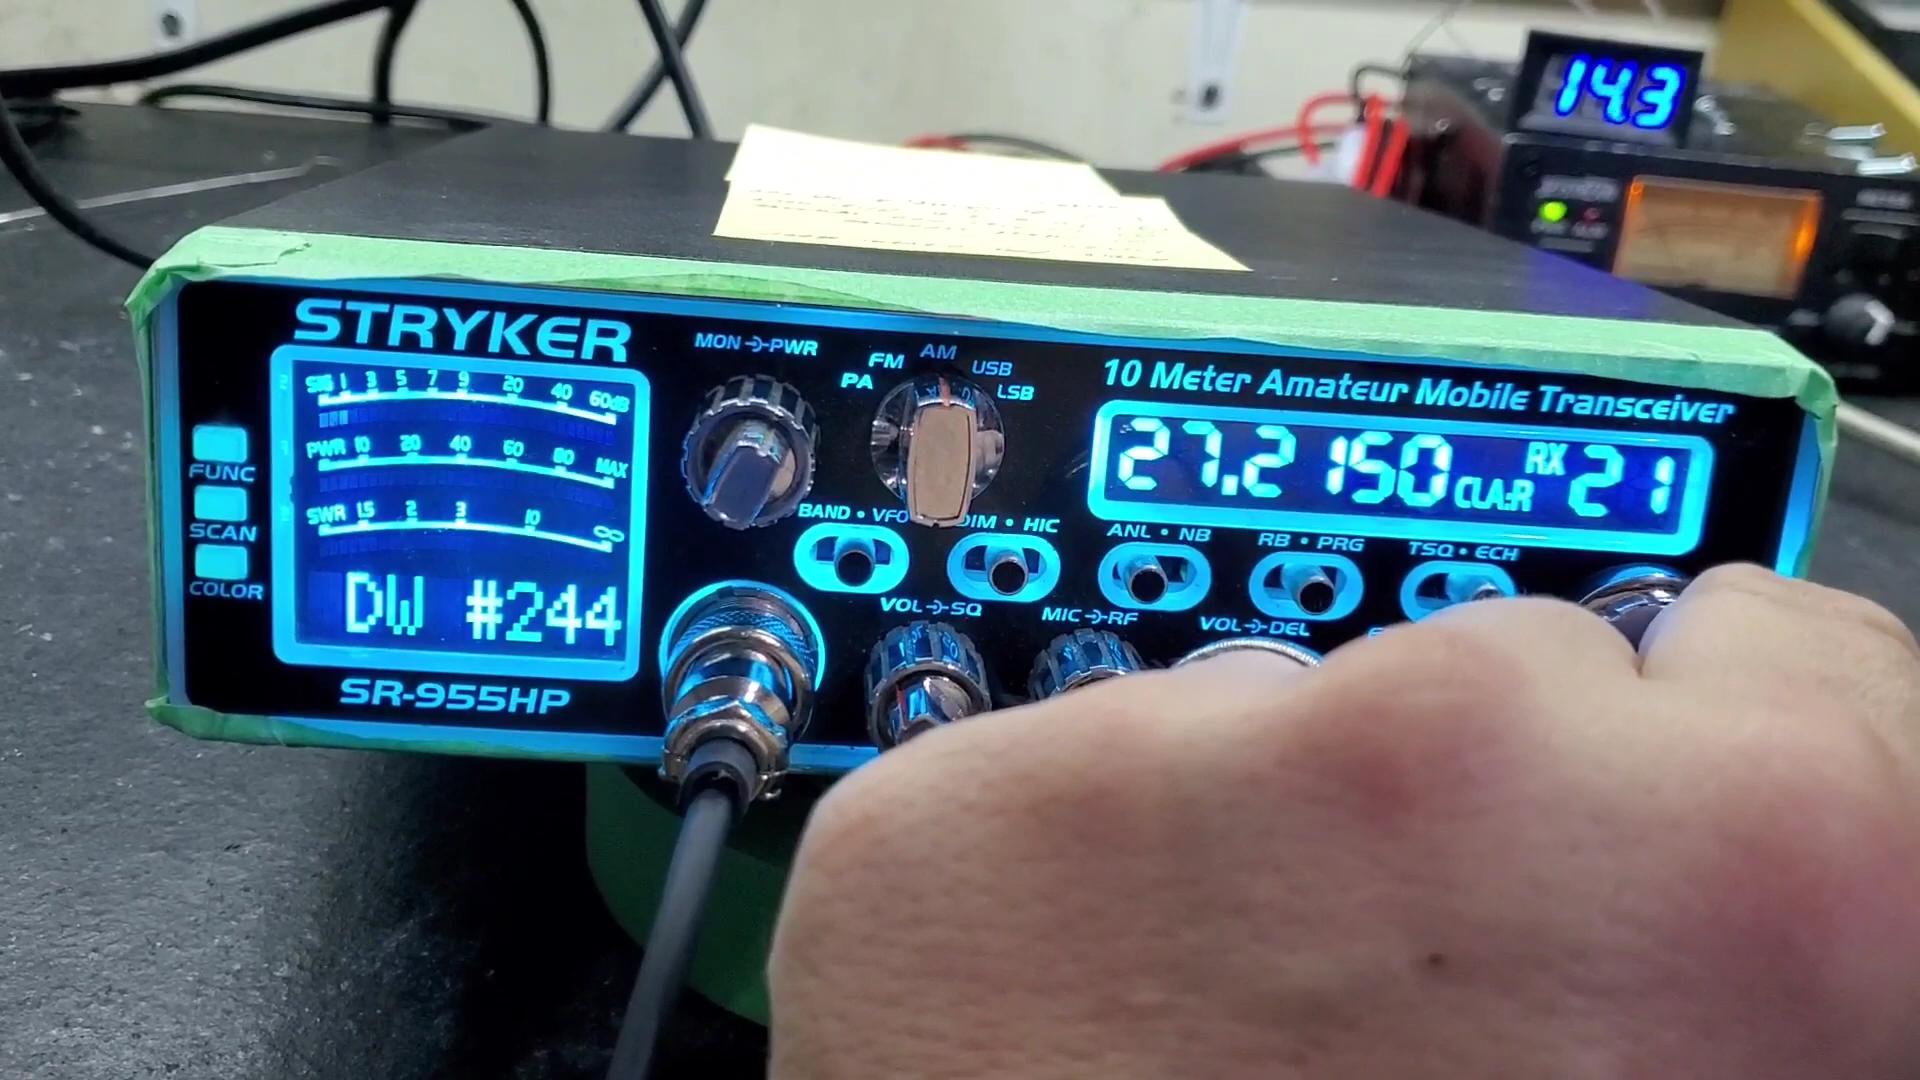 14.3
STRYKER
SIG 1 3 5 7 9 20 40 60dB
PWR 10 20 40 60 80 MAX
SWR 1.5 2 3 10 ∞
DW #244
SR-955HP
FUNC
SCAN
COLOR
MON PWR
PA FM AM USB LSB
10 Meter Amateur Mobile Transceiver
27.2150 CLA:R RX 21
BAND • VFO
DIM • HIC
ANL • NB
RB • PRG
TSQ • ECH
VOL SQ
MIC RF
VOL DEL